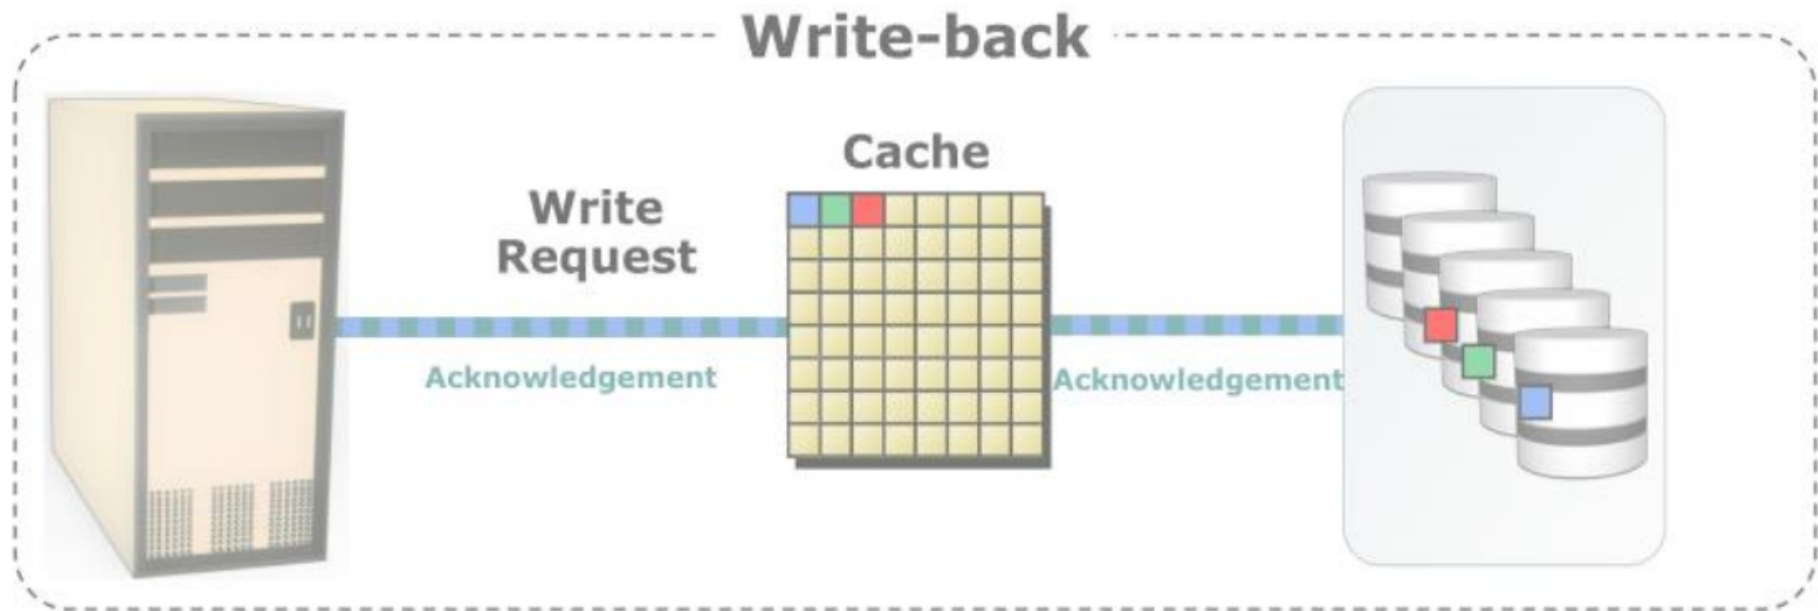 Write-back
Cache
Write
Request
Acknowledgement
Acknowledgement